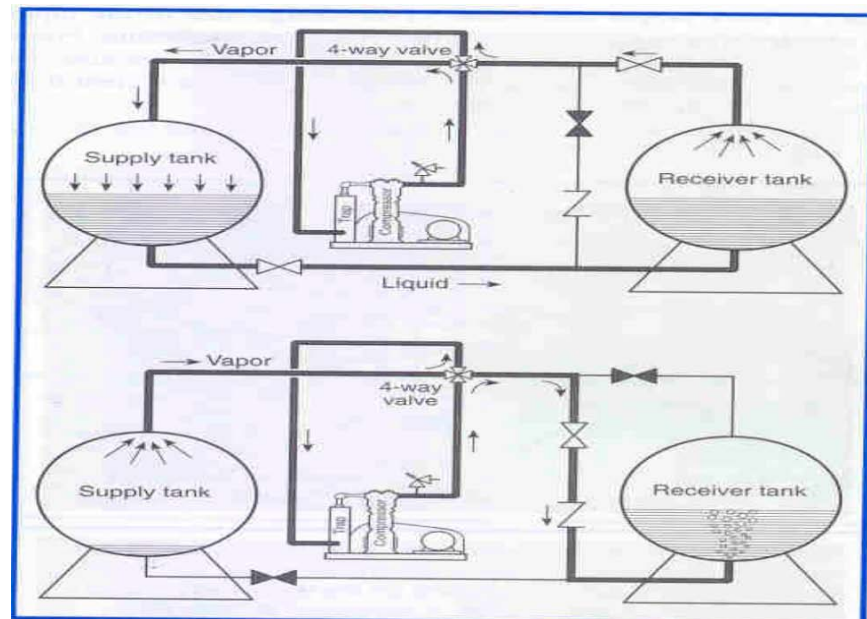 Vapor
4-way valve
Supply tank
Receiver tank
Trap
Compressor
Liquid
Vapor
4-way
valve
Supply tank
Receiver tank
Trap
Compressor